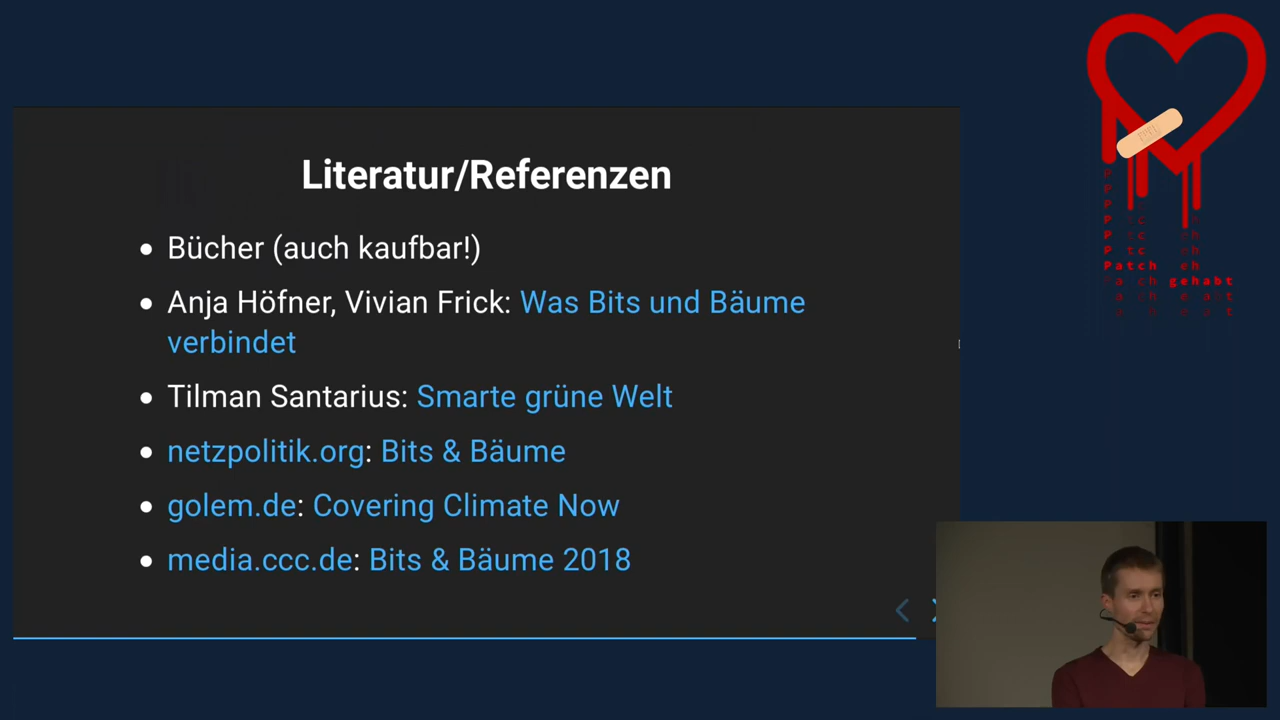 Literatur/Referenzen
Bücher (auch kaufbar!)
Anja Höfner, Vivian Frick: Was Bits und Bäume
verbindet
Tilman Santarius: Smarte grüne Welt
netzpolitik.org: Bits & Bäume
golem.de: Covering Climate Now
media.ccc.de: Bits & Bäume 2018
Patch gehabt